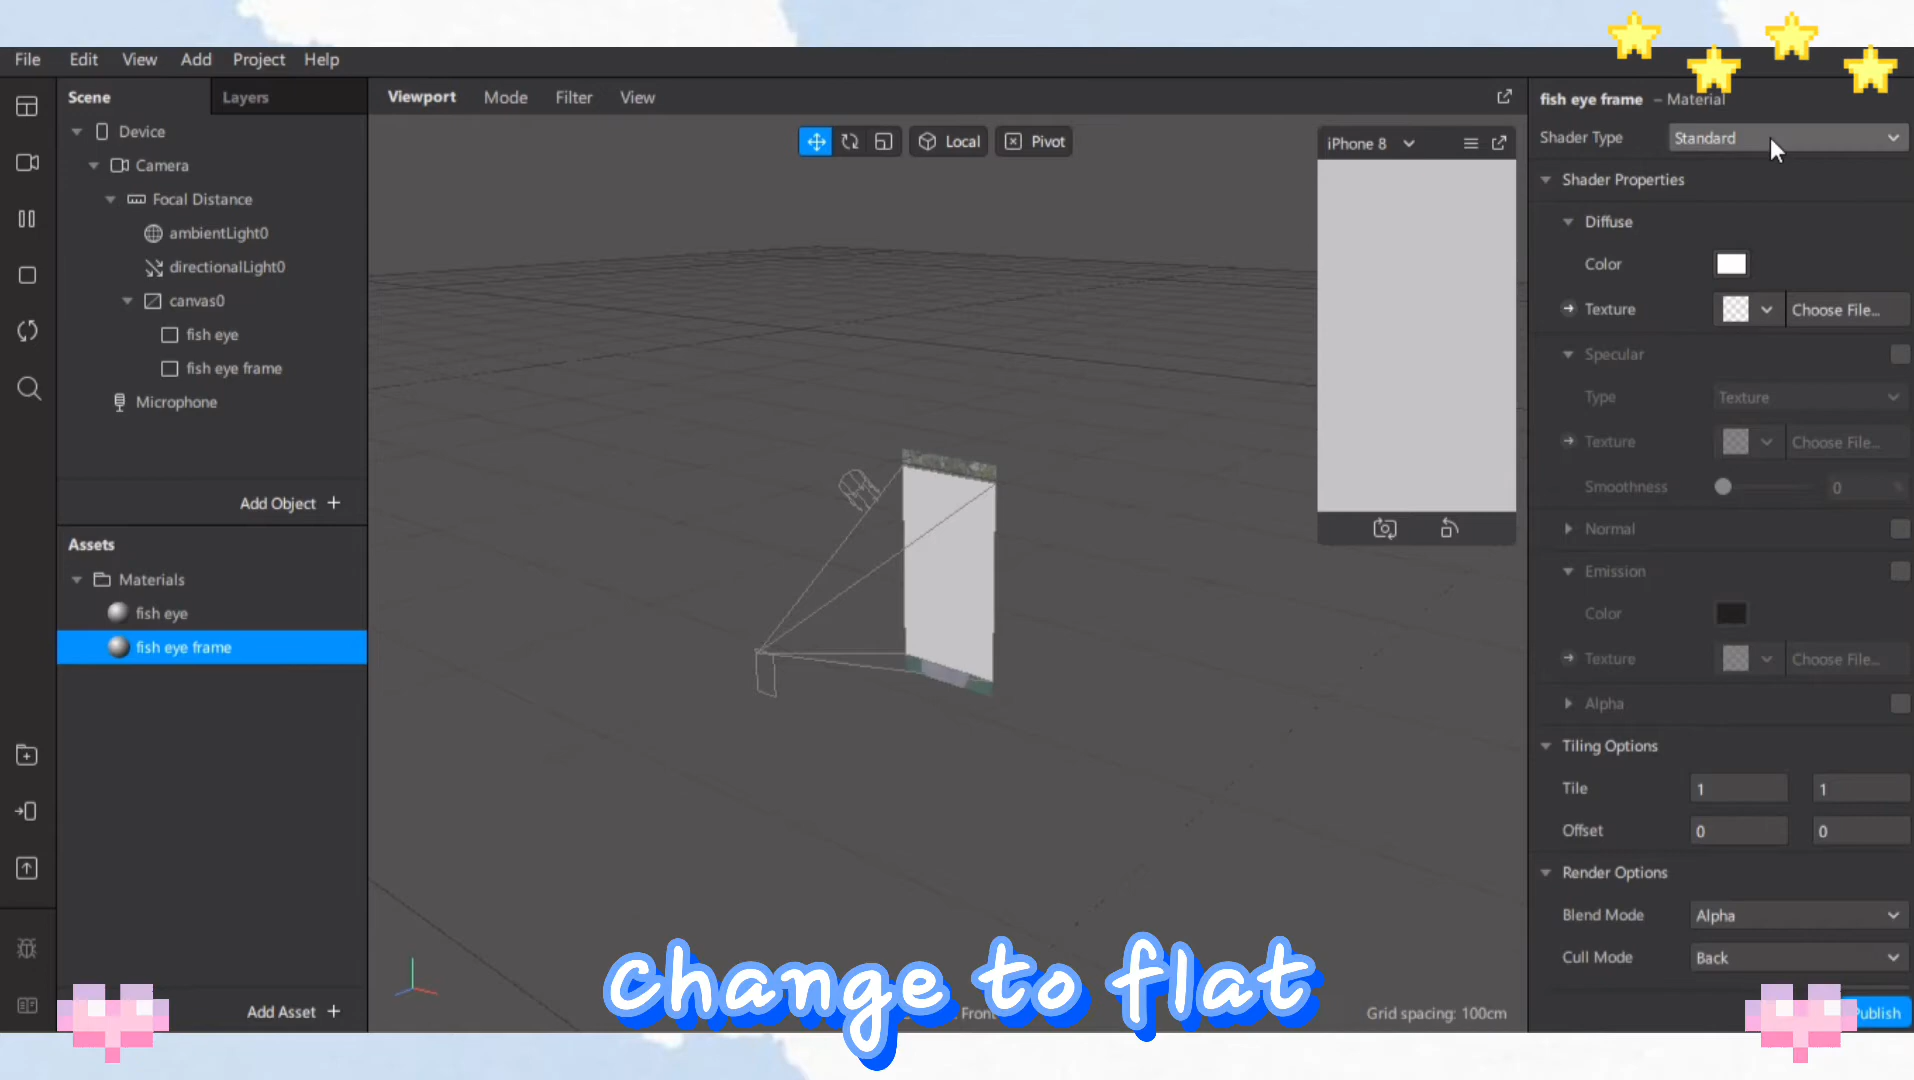 File Edit View Add Project Help
Scene Layers
Device
Camera
Focal Distance
ambientLight0
directionalLight0
canvas0
fish eye
fish eye frame
Microphone
Add Object +
Assets
Materials
fish eye
fish eye frame
Add Asset +
Viewport Mode Filter View
Local Pivot
iPhone 8
Front
Grid spacing: 100cm
fish eye frame – Material
Shader Type Standard
Shader Properties
Diffuse
Color
Texture Choose File...
Specular
Type Texture
Texture Choose File...
Smoothness 0 %
Normal
Emission
Color
Texture Choose File...
Alpha
Tiling Options
Tile 1 1
Offset 0 0
Render Options
Blend Mode Alpha
Cull Mode Back
Publish
change to flat